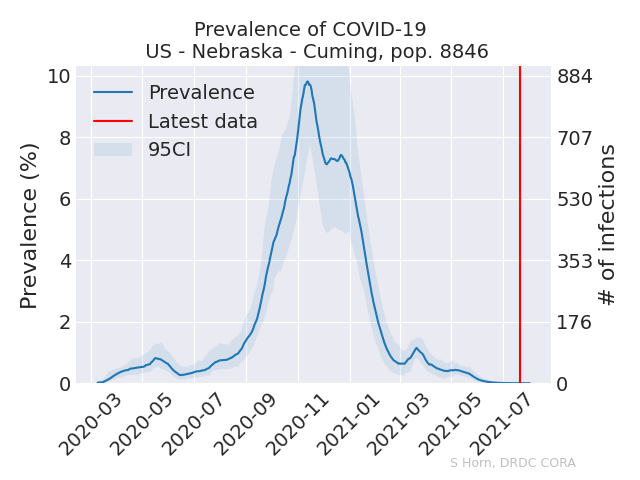 Prevalence of COVID-19
US - Nebraska - Cuming, pop. 8846
Prevalence
Latest data
95CI
Prevalence (%)
10
8
6
4
2
0
884
707
530
353
176
0
# of infections
2020-03
2020-05
2020-07
2020-09
2020-11
2021-01
2021-03
2021-05
2021-07
S Horn, DRDC CORA